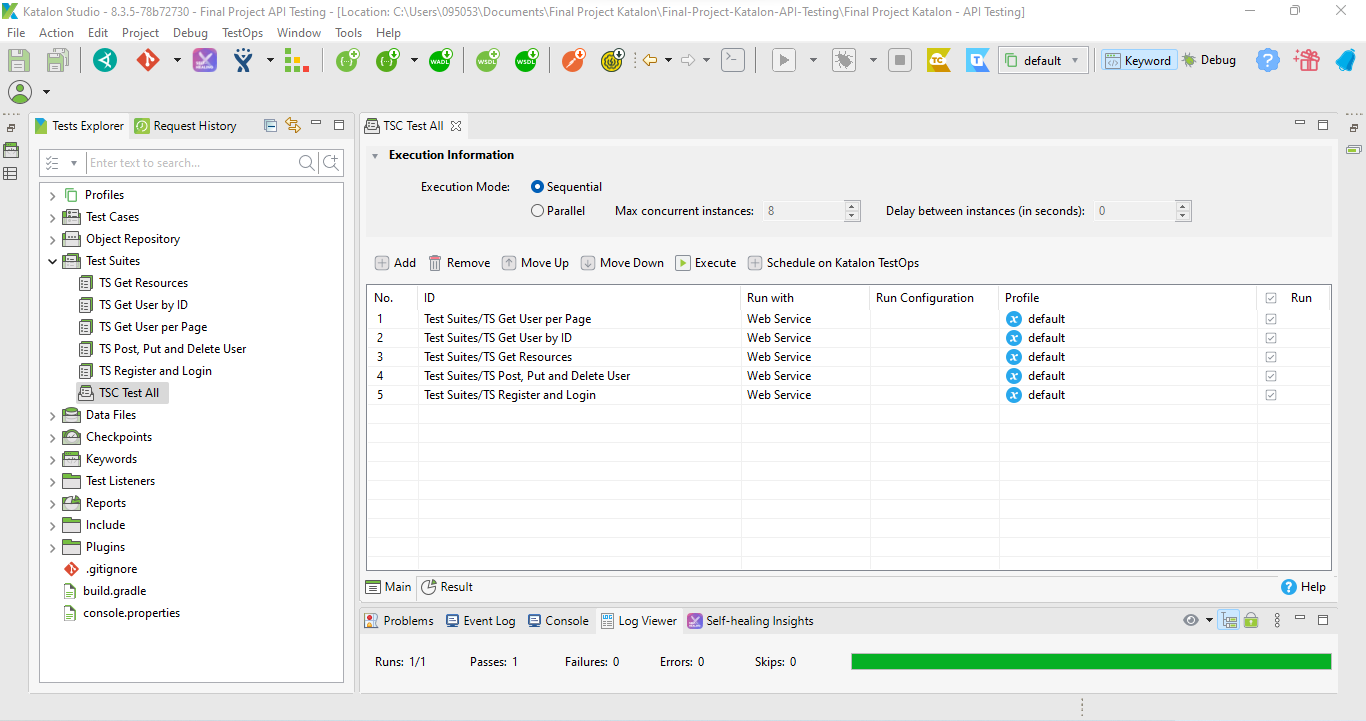 Katalon Studio - 8.3.5-78b72730 - Final Project API Testing - [Location: C:\Users\095053\Documents\Final Project Katalon\Final-Project-Katalon-API-Testing\Final Project Katalon - API Testing]
File Action Edit Project Debug TestOps Window Tools Help
WADL WSDL WSDL TC T default Keyword Debug
Tests Explorer Request History
TSC Test All
Enter text to search...
Execution Information
Execution Mode: Sequential
Parallel Max concurrent instances: 8 Delay between instances (in seconds): 0
Add Remove Move Up Move Down Execute Schedule on Katalon TestOps
Profiles
Test Cases
Object Repository
Test Suites
TS Get Resources
TS Get User by ID
TS Get User per Page
TS Post, Put and Delete User
TS Register and Login
TSC Test All
Data Files
Checkpoints
Keywords
Test Listeners
Reports
Include
Plugins
.gitignore
build.gradle
console.properties
No. ID Run with Run Configuration Profile Run
1 Test Suites/TS Get User per Page Web Service default
2 Test Suites/TS Get User by ID Web Service default
3 Test Suites/TS Get Resources Web Service default
4 Test Suites/TS Post, Put and Delete User Web Service default
5 Test Suites/TS Register and Login Web Service default
Main Result Help
Problems Event Log Console Log Viewer Self-healing Insights
Runs: 1/1 Passes: 1 Failures: 0 Errors: 0 Skips: 0